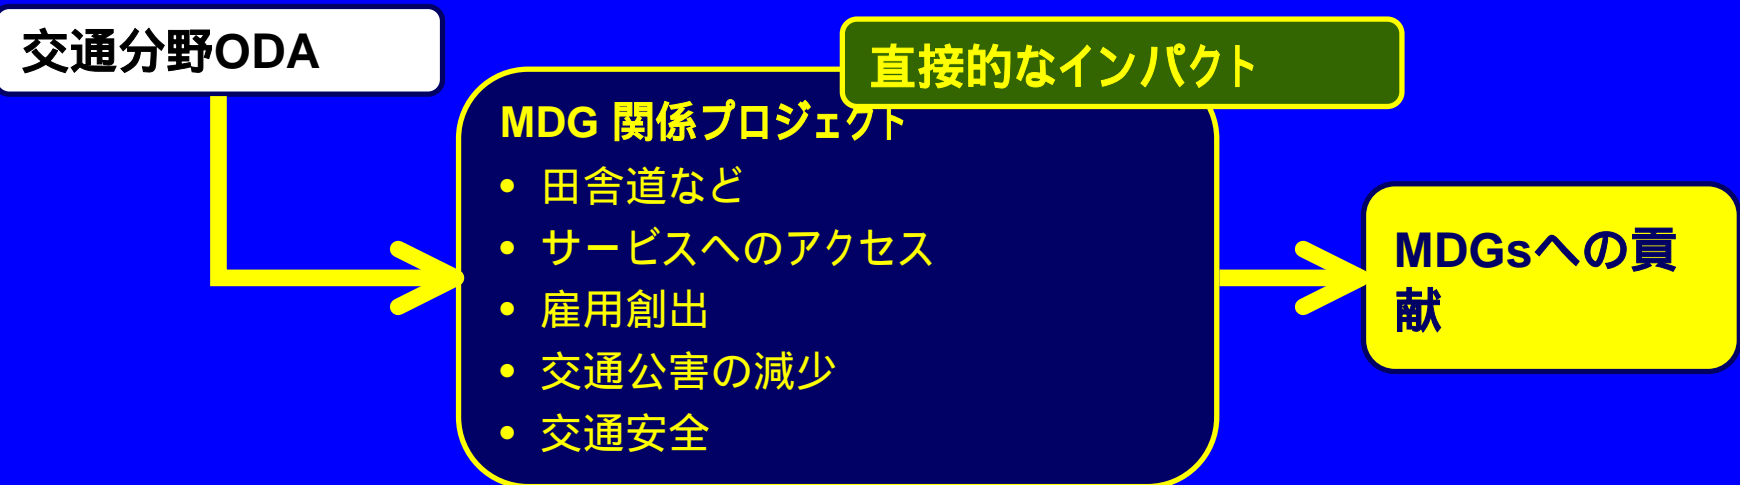 交通分野ODA
直接的なインパクト
MDG 関係プロジェクト
• 田舎道など
• サービスへのアクセス
• 雇用創出
• 交通公害の減少
• 交通安全
MDGsへの貢
献